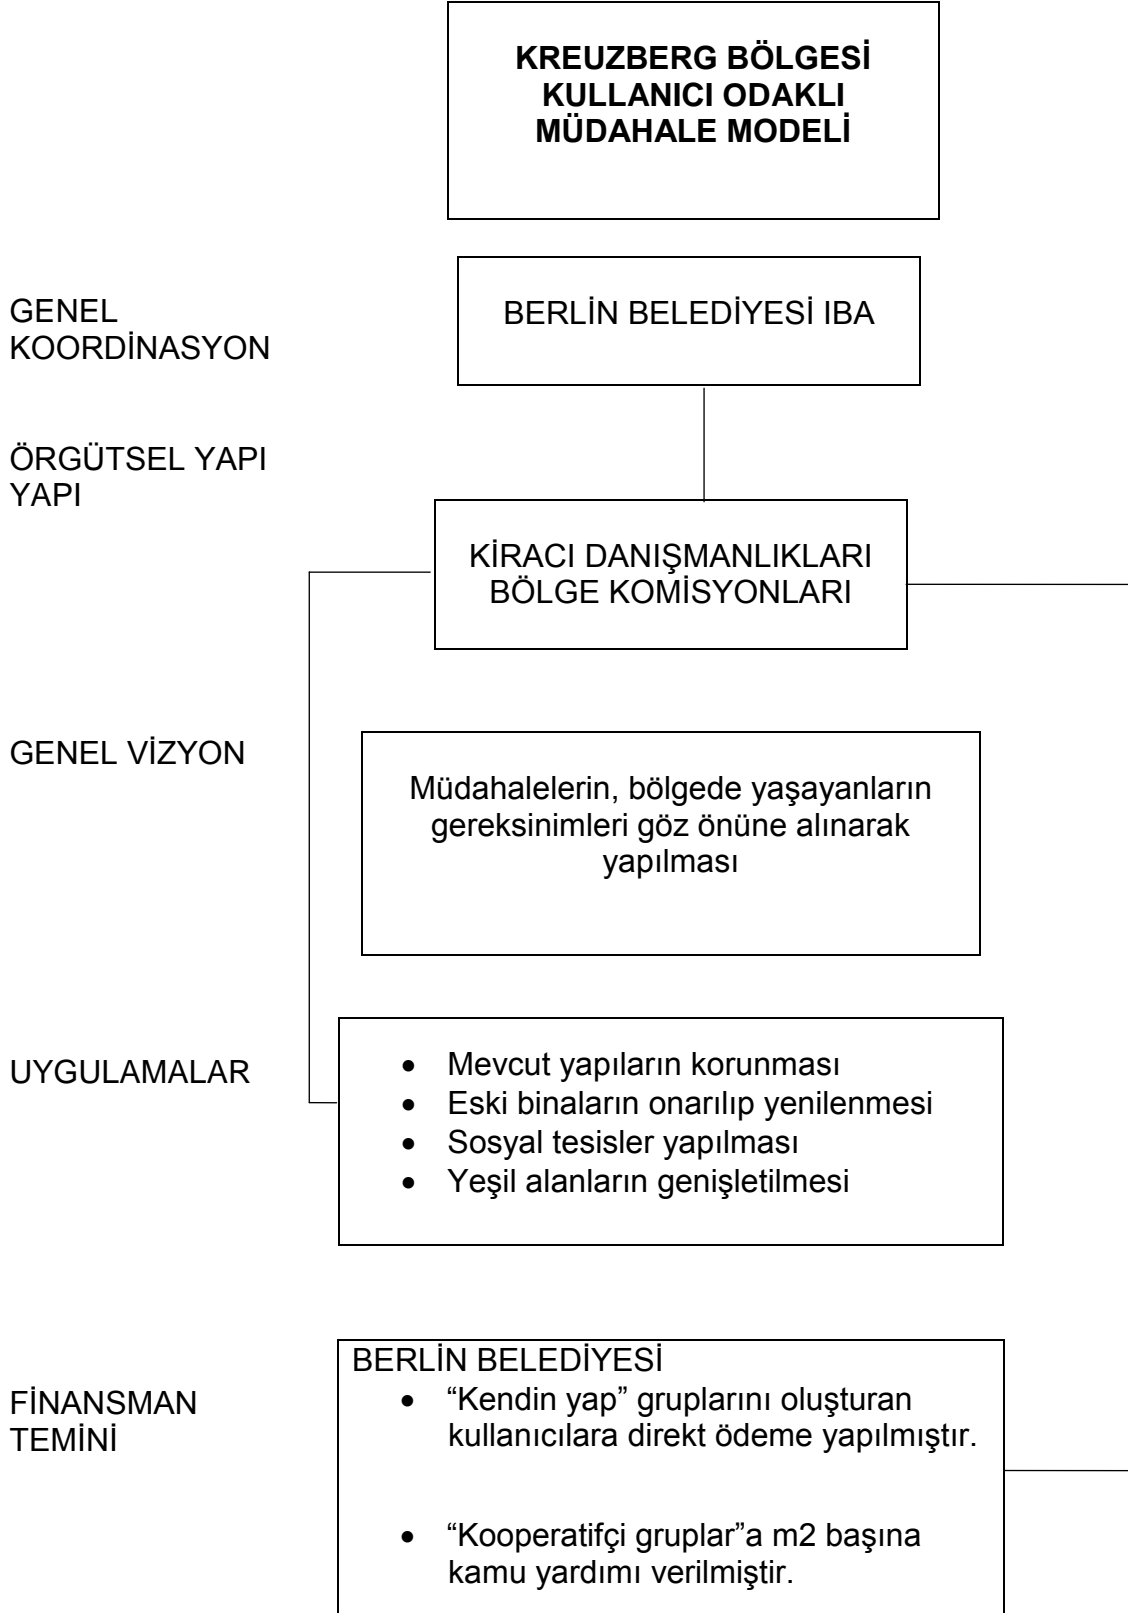 KREUZBERG BÖLGESİ
KULLANICI ODAKLI
MÜDAHALE MODELİ
GENEL
KOORDİNASYON
BERLİN BELEDİYESİ IBA
ÖRGÜTSEL YAPI
YAPI
KİRACI DANIŞMANLIKLARI
BÖLGE KOMİSYONLARI
GENEL VİZYON
Müdahalelerin, bölgede yaşayanların
gereksinimleri göz önüne alınarak
yapılması
UYGULAMALAR
• Mevcut yapıların korunması
• Eski binaların onarılıp yenilenmesi
• Sosyal tesisler yapılması
• Yeşil alanların genişletilmesi
FİNANSMAN
TEMİNİ
BERLİN BELEDİYESİ
• “Kendin yap” gruplarını oluşturan
kullanıcılara direkt ödeme yapılmıştır.
• “Kooperatifçi gruplar”a m2 başına
kamu yardımı verilmiştir.